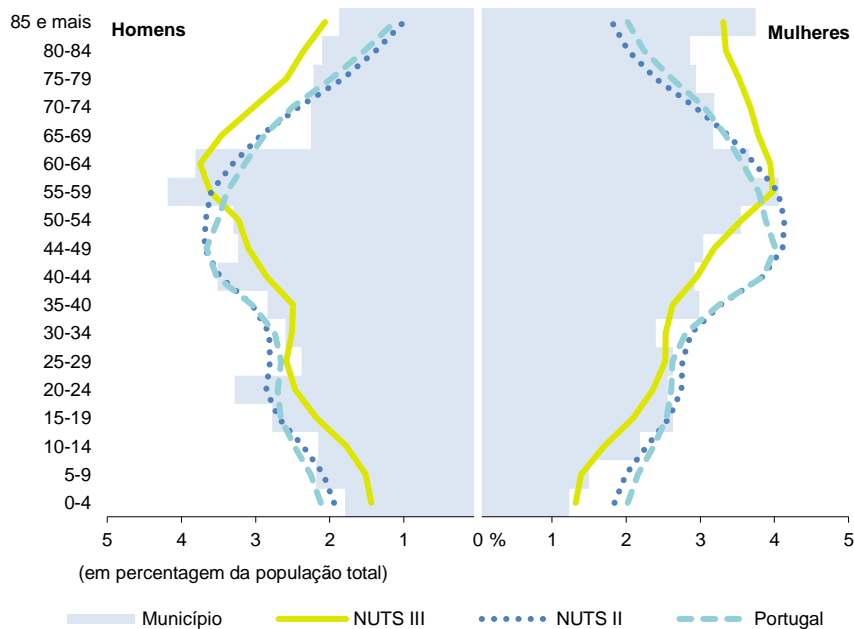 85 e mais
Homens
Mulheres
80-84
75-79
70-74
65-69
60-64
55-59
50-54
44-49
40-44
35-40
30-34
25-29
20-24
15-19
10-14
5-9
0-4
5 4 3 2 1 0 % 1 2 3 4 5
(em percentagem da população total)
Município NUTS III NUTS II Portugal